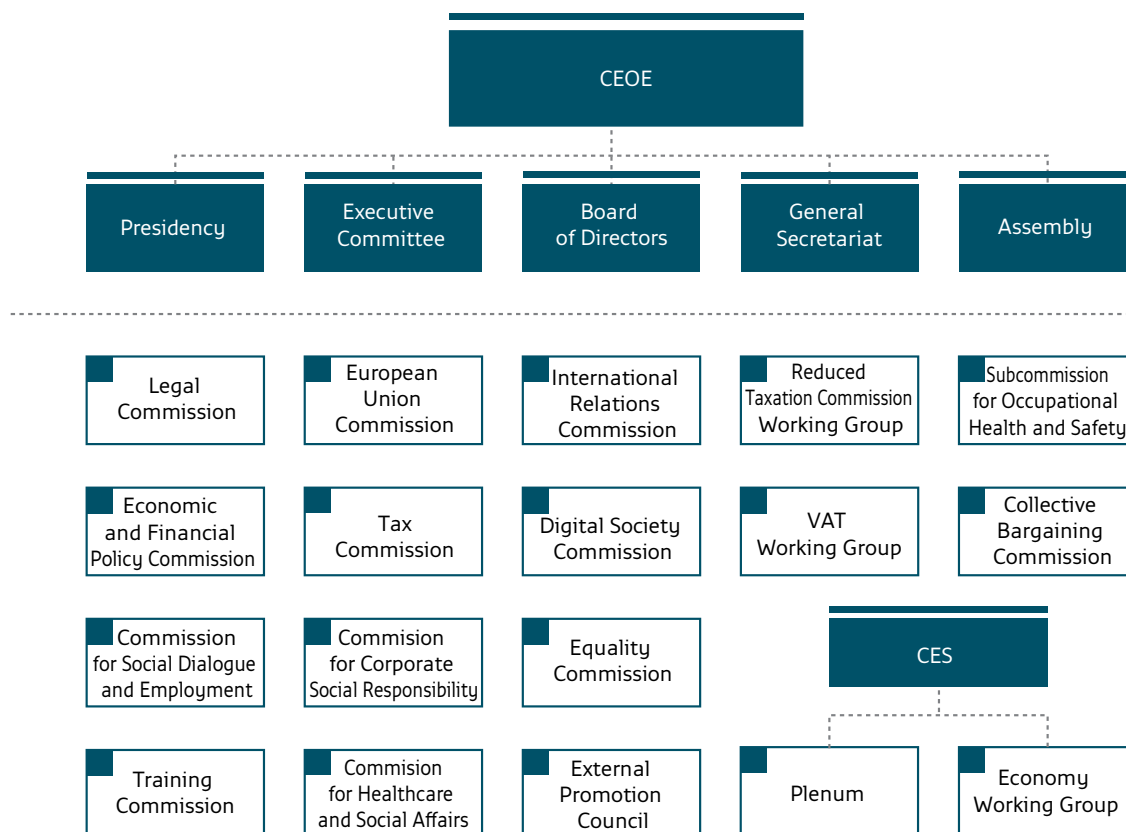 CEOE
Presidency
Executive
Committee
Board
of Directors
General
Secretariat
Assembly
Legal
Commission
European
Union
Commission
International
Relations
Commission
Reduced
Taxation Commission
Working Group
Subcommission
for Occupational
Health and Safety
Economic
and Financial
Policy Commission
Tax
Commission
Digital Society
Commission
VAT
Working Group
Collective
Bargaining
Commission
Commission
for Social Dialogue
and Employment
Commision
for Corporate
Social Responsibility
Equality
Commission
CES
Training
Commission
Commision
for Healthcare
and Social Affairs
External
Promotion
Council
Plenum
Economy
Working Group